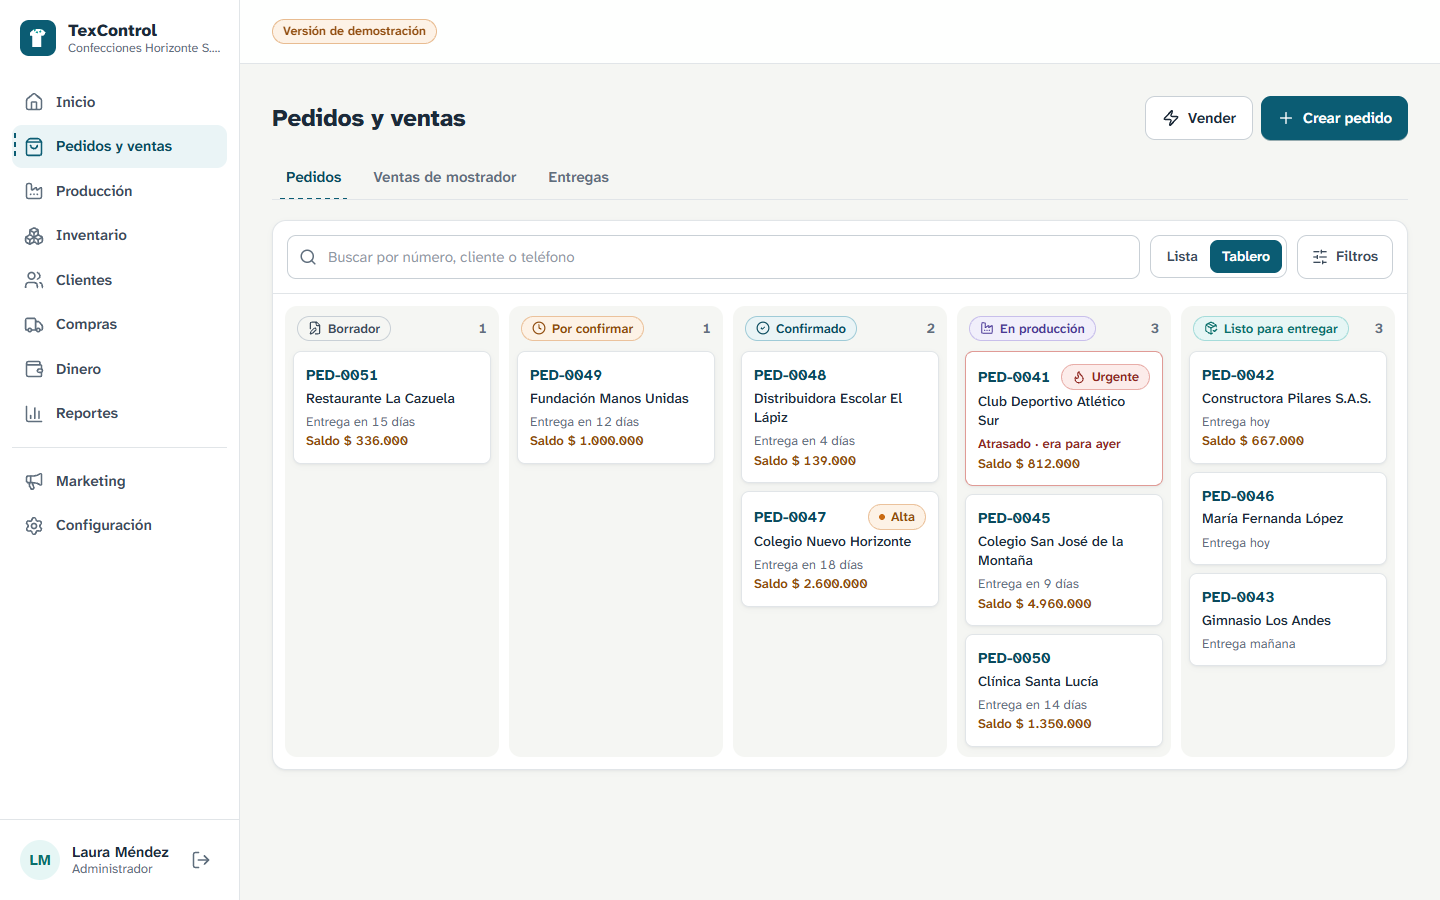 TexControl
Confecciones Horizonte S....
Inicio
Pedidos y ventas
Producción
Inventario
Clientes
Compras
Dinero
Reportes
Marketing
Configuración
LM
Laura Méndez
Administrador
Versión de demostración
Pedidos y ventas
Vender
Crear pedido
Pedidos
Ventas de mostrador
Entregas
Buscar por número, cliente o teléfono
Lista
Tablero
Filtros
Borrador 1
PED-0051
Restaurante La Cazuela
Entrega en 15 días
Saldo $ 336.000
Por confirmar 1
PED-0049
Fundación Manos Unidas
Entrega en 12 días
Saldo $ 1.000.000
Confirmado 2
PED-0048
Distribuidora Escolar El
Lápiz
Entrega en 4 días
Saldo $ 139.000
PED-0047 Alta
Colegio Nuevo Horizonte
Entrega en 18 días
Saldo $ 2.600.000
En producción 3
PED-0041 Urgente
Club Deportivo Atlético
Sur
Atrasado · era para ayer
Saldo $ 812.000
PED-0045
Colegio San José de la
Montaña
Entrega en 9 días
Saldo $ 4.960.000
PED-0050
Clínica Santa Lucía
Entrega en 14 días
Saldo $ 1.350.000
Listo para entregar 3
PED-0042
Constructora Pilares S.A.S.
Entrega hoy
Saldo $ 667.000
PED-0046
María Fernanda López
Entrega hoy
PED-0043
Gimnasio Los Andes
Entrega mañana